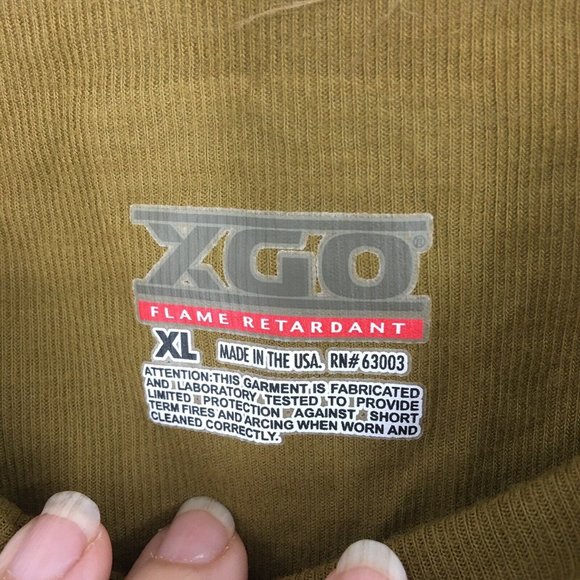 XGO®
FLAME RETARDANT
XL MADE IN THE USA. RN# 63003
ATTENTION:THIS GARMENT IS FABRICATED
AND LABORATORY TESTED TO PROVIDE
LIMITED PROTECTION AGAINST SHORT
TERM FIRES AND ARCING WHEN WORN AND
CLEANED CORRECTLY.